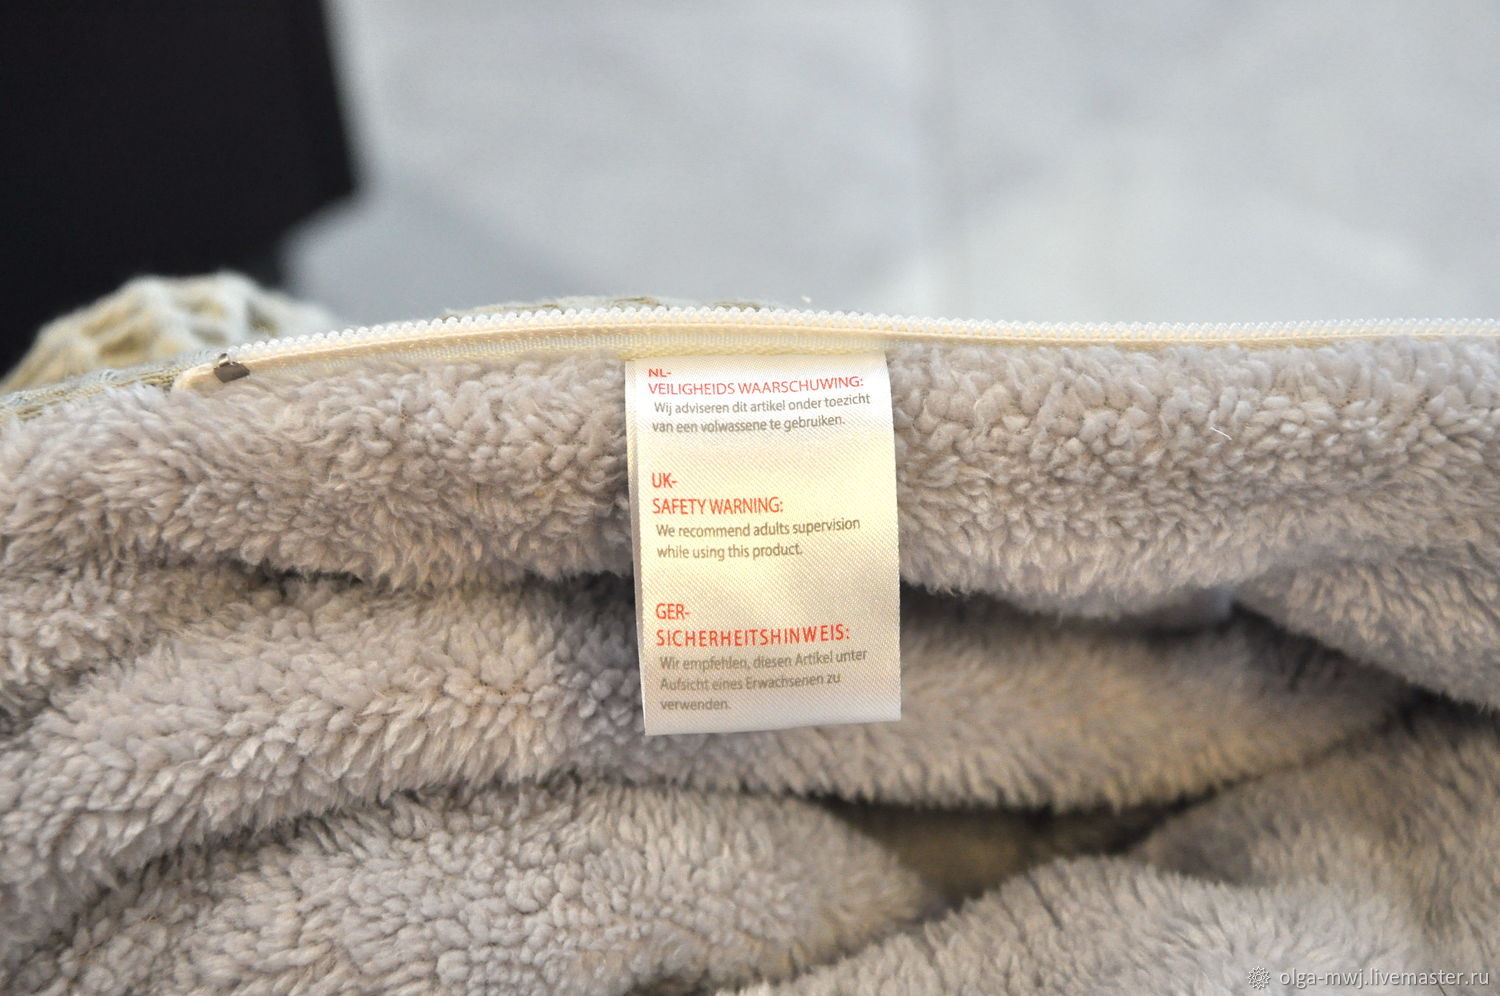 NL-
VEILIGHEIDS WAARSCHUWING:
Wij adviseren dit artikel onder toezicht
van een volwassene te gebruiken.
UK-
SAFETY WARNING:
We recommend adults supervision
while using this product.
GER-
SICHERHEITSHINWEIS:
Wir empfehlen, diesen Artikel unter
Aufsicht eines Erwachsenen zu
verwenden.
olga-mwj.livemaster.ru